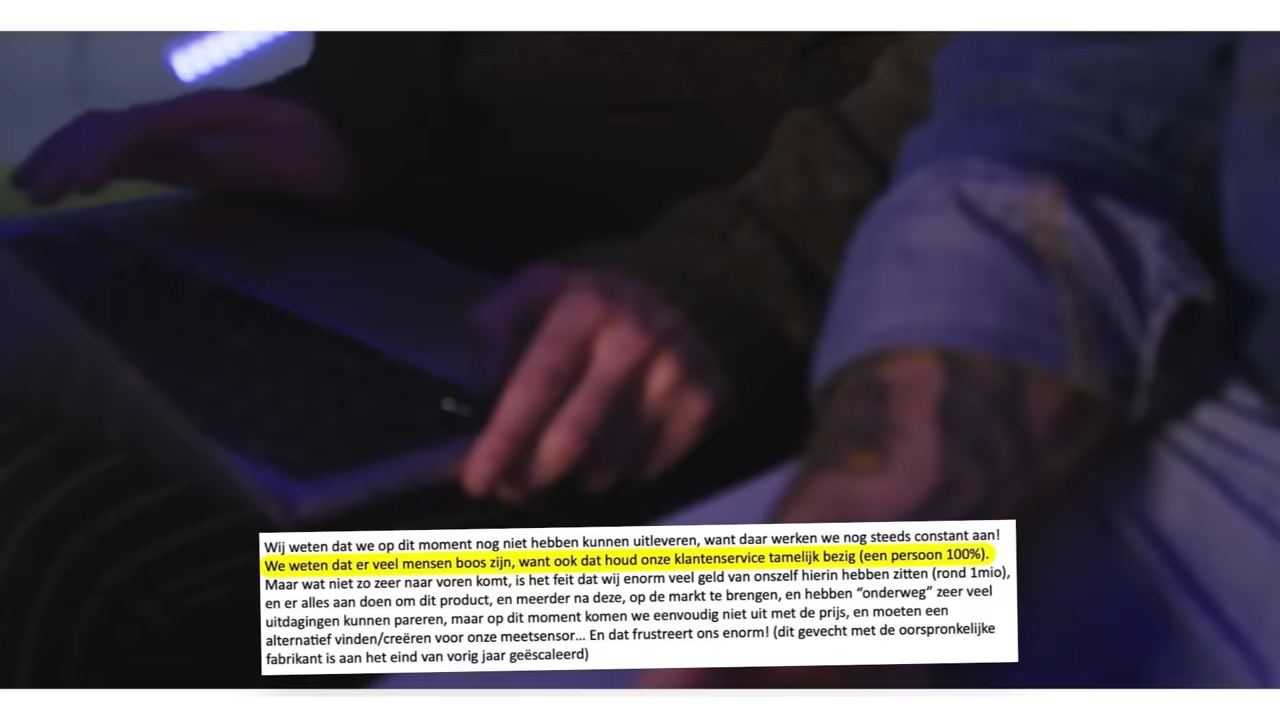 Wij weten dat we op dit moment nog niet hebben kunnen uitleveren, want daar werken we nog steeds constant aan!
We weten dat er veel mensen boos zijn, want ook dat houd onze klantenservice tamelijk bezig (een persoon 100%).
Maar wat niet zo zeer naar voren komt, is het feit dat wij enorm veel geld van onszelf hierin hebben zitten (rond 1mio),
en er alles aan doen om dit product, en meerder na deze, op de markt te brengen, en hebben “onderweg” zeer veel
uitdagingen kunnen pareren, maar op dit moment komen we eenvoudig niet uit met de prijs, en moeten een
alternatief vinden/creëren voor onze meetsensor... En dat frustreert ons enorm! (dit gevecht met de oorspronkelijke
fabrikant is aan het eind van vorig jaar geëscaleerd)